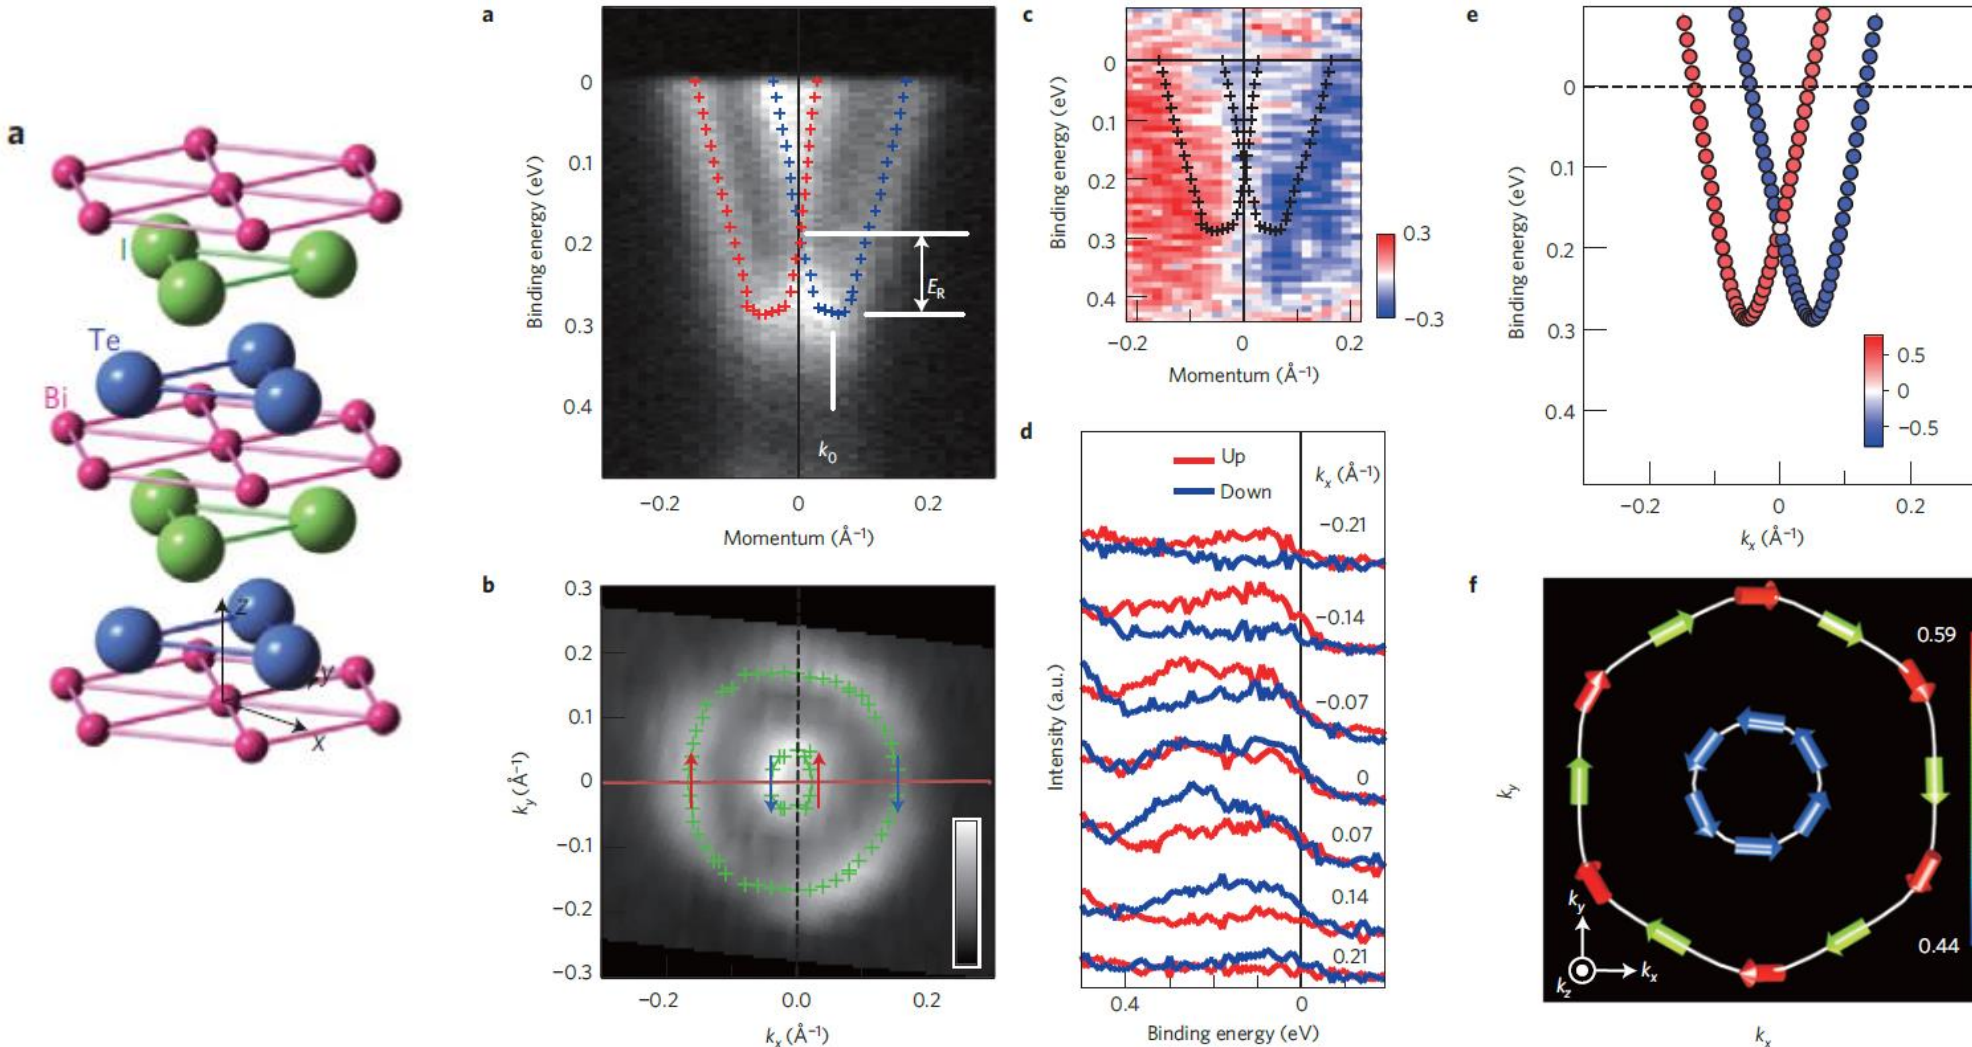 a
I
Te
Bi
z
y
x
a
0
0.1
0.2
0.3
0.4
Binding energy (eV)
E_R
k_0
−0.2
0
0.2
Momentum (Å⁻¹)
b
0.3
0.2
0.1
0
−0.1
−0.2
−0.3
k_y (Å⁻¹)
−0.2
0.0
0.2
k_x (Å⁻¹)
c
0
0.1
0.2
0.3
0.4
Binding energy (eV)
0.3
−0.3
−0.2
0
0.2
Momentum (Å⁻¹)
d
Up
Down
k_x (Å⁻¹)
−0.21
−0.14
−0.07
0
0.07
0.14
0.21
Intensity (a.u.)
0.4
0
Binding energy (eV)
e
0
0.1
0.2
0.3
0.4
Binding energy (eV)
0.5
0
−0.5
−0.2
0
0.2
k_x (Å⁻¹)
f
0.59
0.44
k_y
k_y
k_x
k_z
k_x